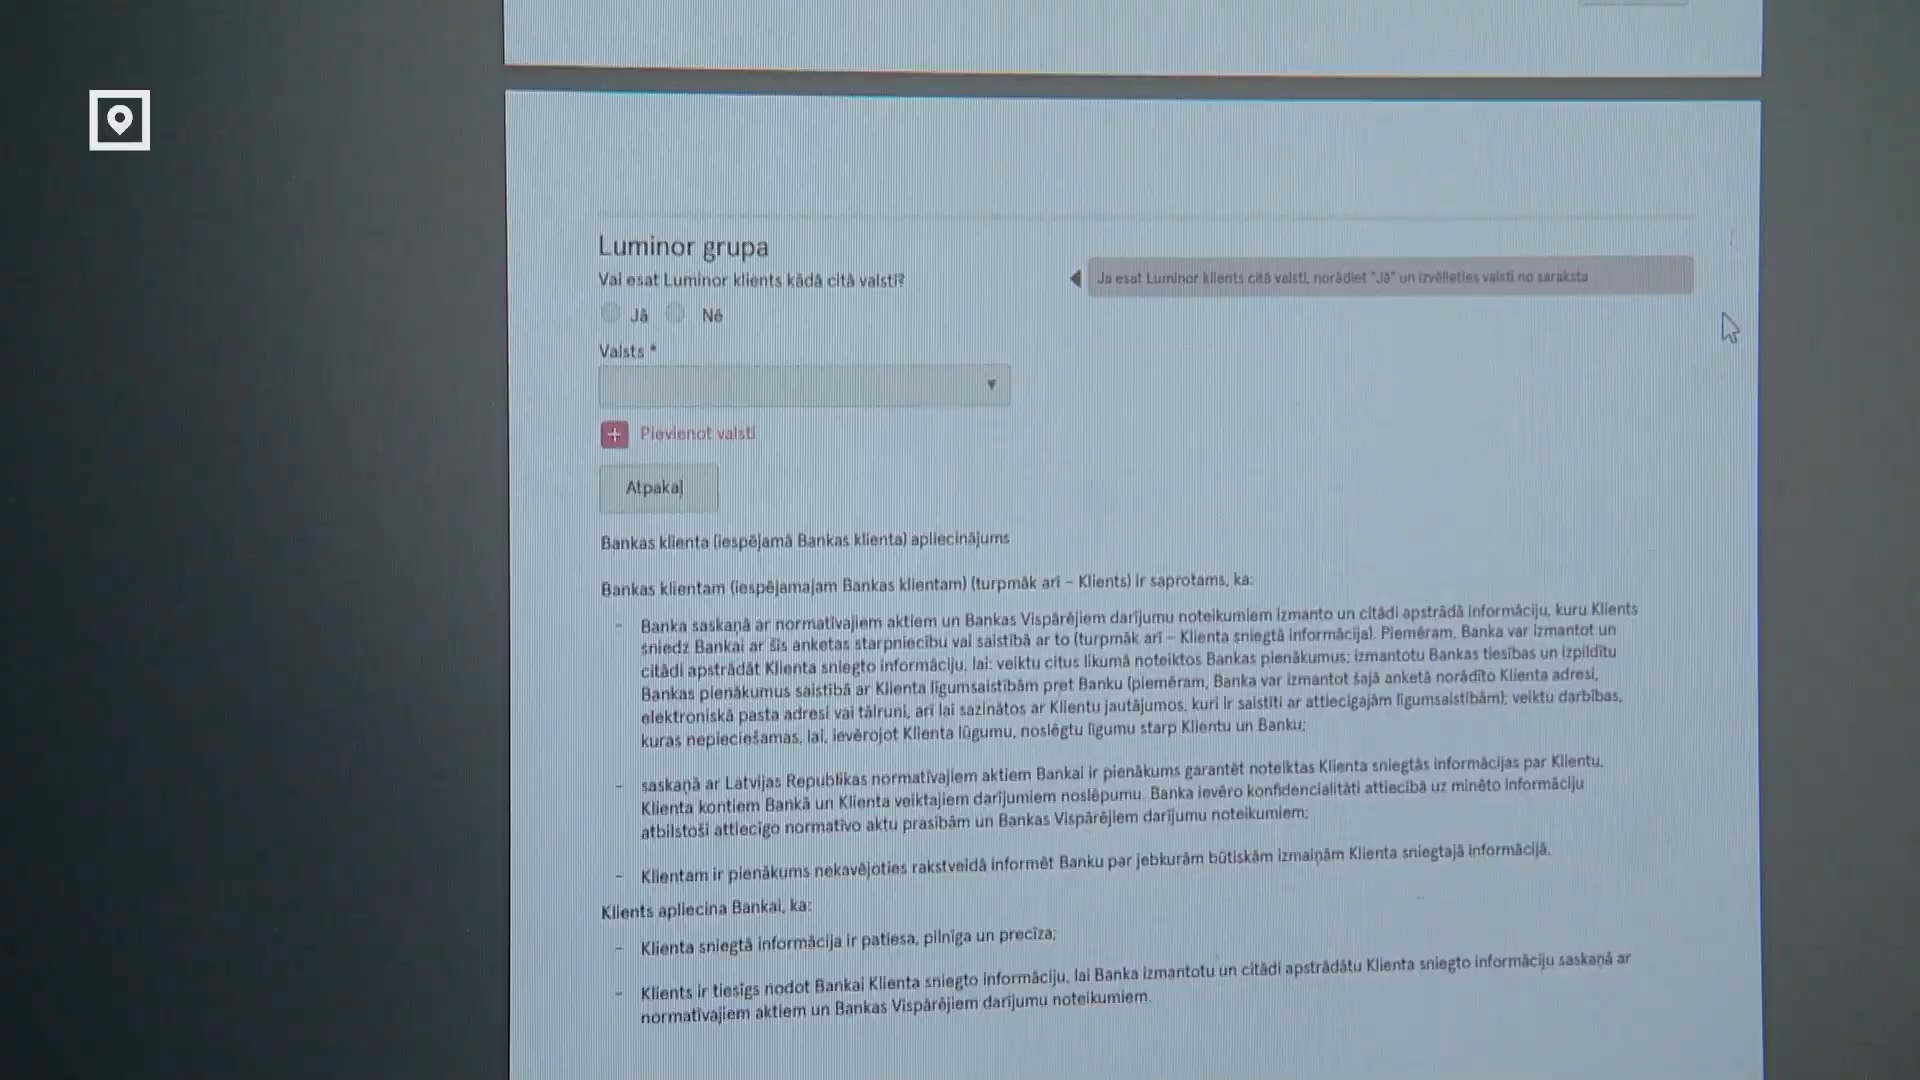 Luminor grupa
Vai esat Luminor klients kādā citā valstī?
Ja esat Luminor klients citā valstī, norādiet "Jā" un izvēlieties valsti no saraksta
Jā Nē
Valsts *
Pievienot valsti
Atpakaļ
Bankas klienta (iespējamā Bankas klienta) apliecinājums
Bankas klientam (iespējamajam Bankas klientam) (turpmāk arī – Klients) ir saprotams, ka:
- Banka saskaņā ar normatīvajiem aktiem un Bankas Vispārējiem darījumu noteikumiem izmanto un citādi apstrādā informāciju, kuru Klients
sniedz Bankai ar šīs anketas starpniecību vai saistībā ar to (turpmāk arī – Klienta sniegtā informācija). Piemēram, Banka var izmantot un
citādi apstrādāt Klienta sniegto informāciju, lai: veiktu citus likumā noteiktos Bankas pienākumus; izmantotu Bankas tiesības un izpildītu
Bankas pienākumus saistībā ar Klienta līgumsaistībām pret Banku (piemēram, Banka var izmantot šajā anketā norādīto Klienta adresi,
elektroniskā pasta adresi vai tālruni, arī lai sazinātos ar Klientu jautājumos, kuri ir saistīti ar attiecīgajām līgumsaistībām); veiktu darbības,
kuras nepieciešamas, lai, ievērojot Klienta lūgumu, noslēgtu līgumu starp Klientu un Banku;
- saskaņā ar Latvijas Republikas normatīvajiem aktiem Bankai ir pienākums garantēt noteiktas Klienta sniegtās informācijas par Klientu,
Klienta kontiem Bankā un Klienta veiktajiem darījumiem noslēpumu. Banka ievēro konfidencialitāti attiecībā uz minēto informāciju
atbilstoši attiecīgo normatīvo aktu prasībām un Bankas Vispārējiem darījumu noteikumiem;
- Klientam ir pienākums nekavējoties rakstveidā informēt Banku par jebkurām būtiskām izmaiņām Klienta sniegtajā informācijā.
Klients apliecina Bankai, ka:
- Klienta sniegtā informācija ir patiesa, pilnīga un precīza;
- Klients ir tiesīgs nodot Bankai Klienta sniegto informāciju, lai Banka izmantotu un citādi apstrādātu Klienta sniegto informāciju saskaņā ar
normatīvajiem aktiem un Bankas Vispārējiem darījumu noteikumiem.